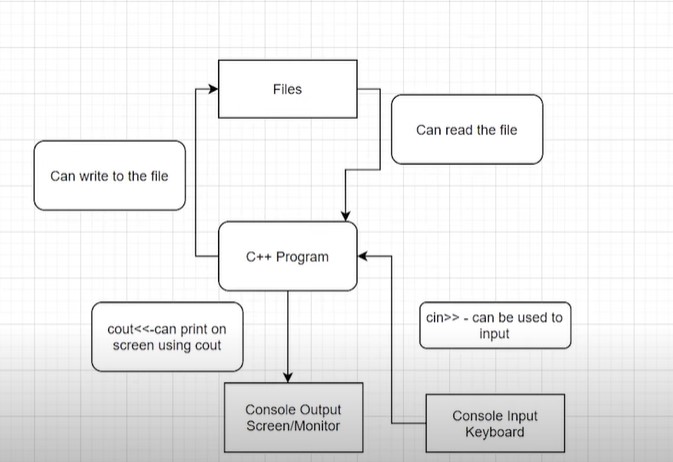 Files
Can read the file
Can write to the file
C++ Program
cout<<-can print on
screen using cout
cin>> - can be used to
input
Console Output
Screen/Monitor
Console Input
Keyboard